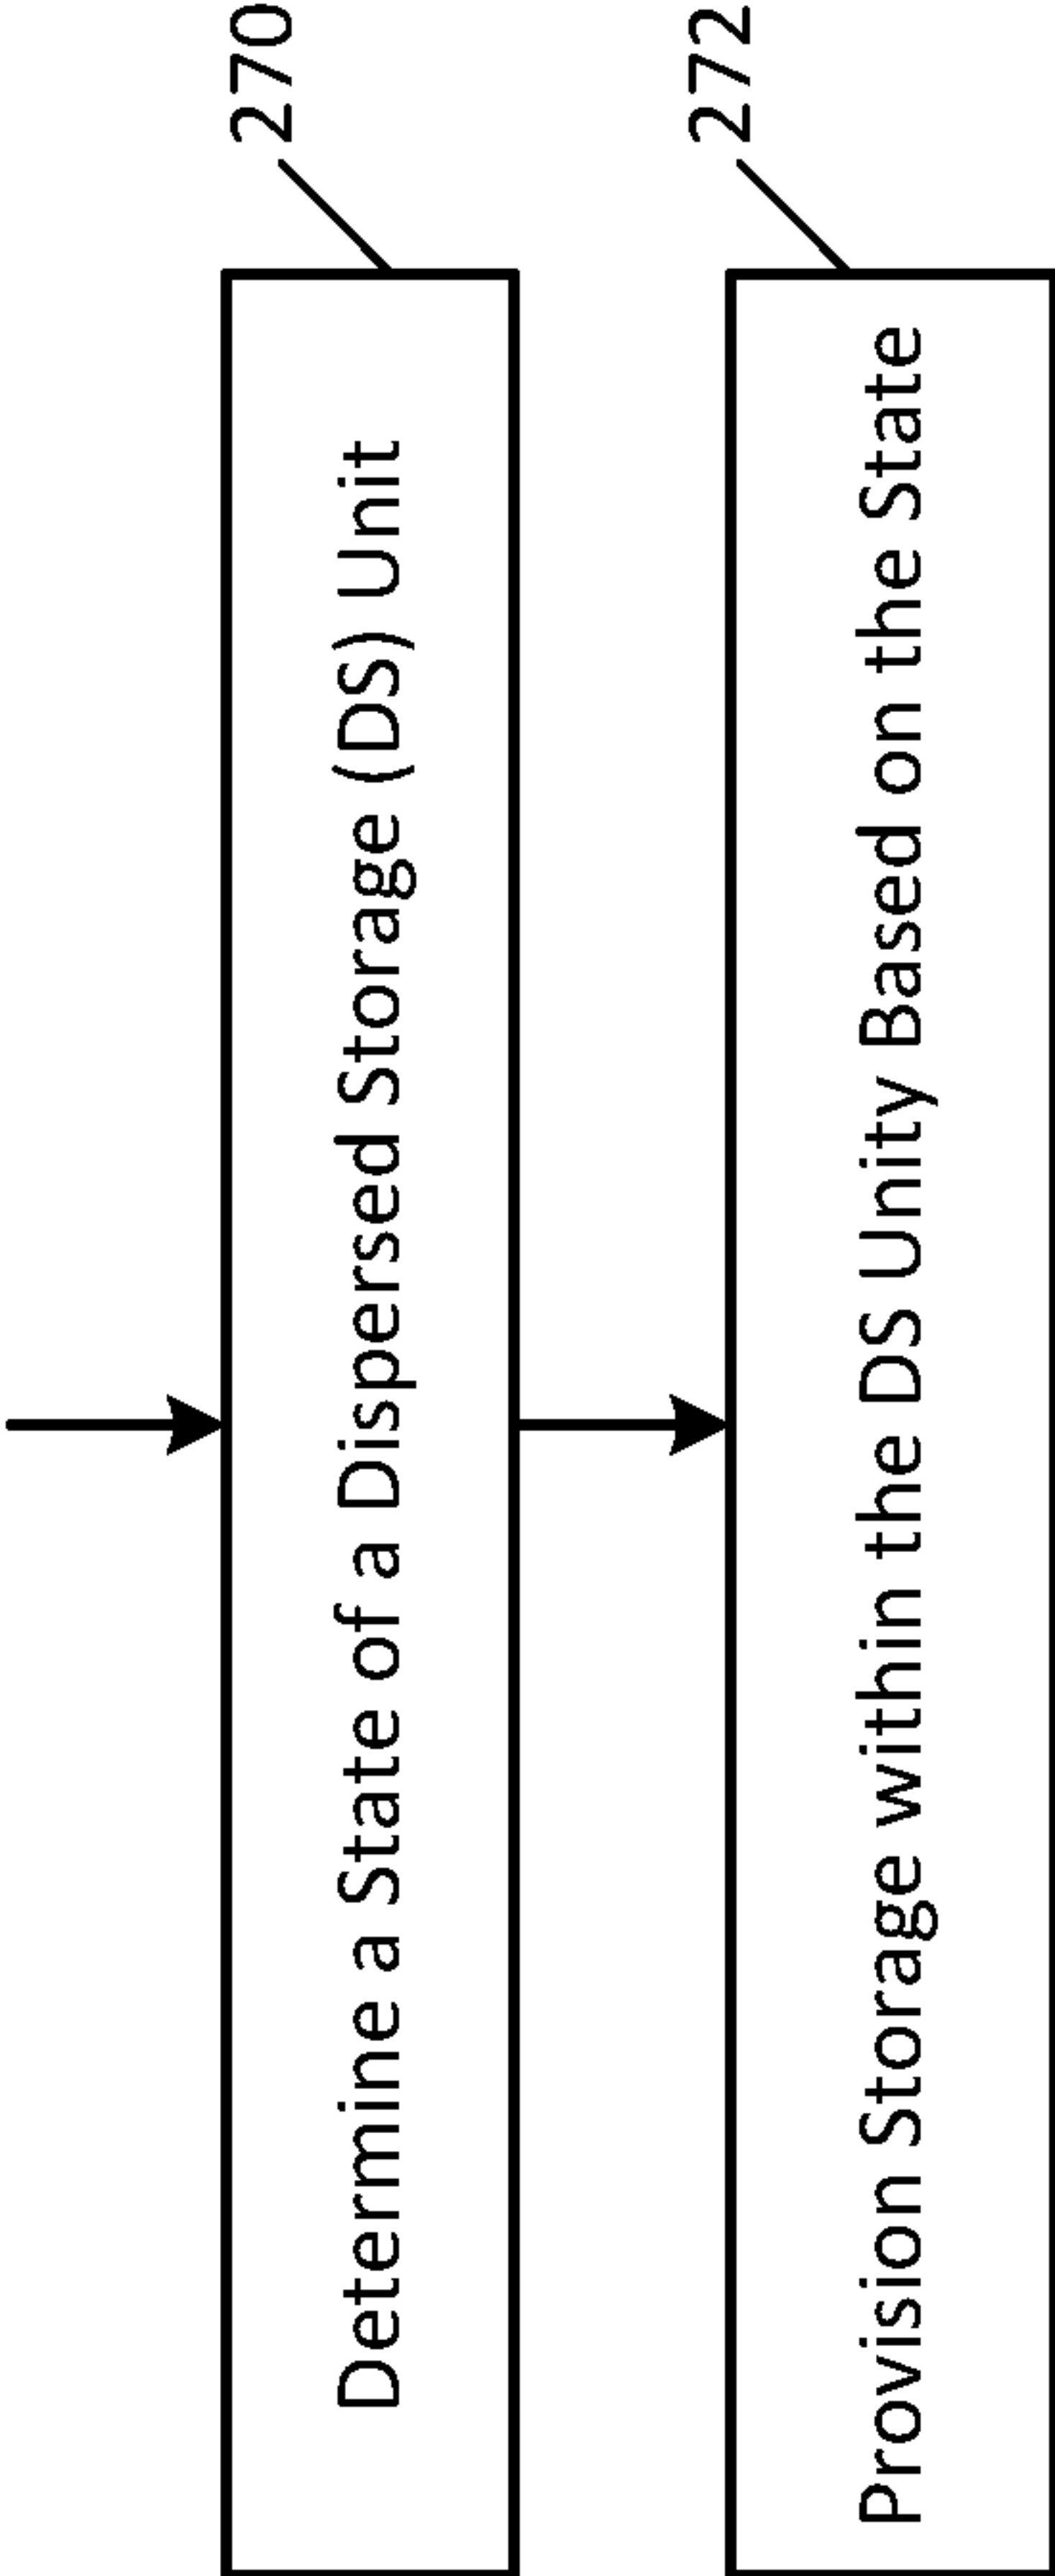 270
Determine a State of a Dispersed Storage (DS) Unit
272
Provision Storage within the DS Unity Based on the State